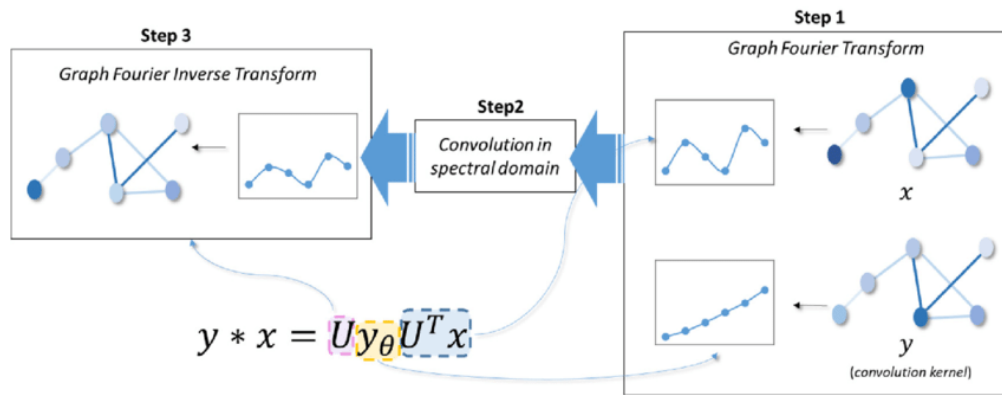 Step 3
Graph Fourier Inverse Transform
Step2
Convolution in
spectral domain
Step 1
Graph Fourier Transform
x
y
(convolution kernel)
y * x = U y_θ U^T x